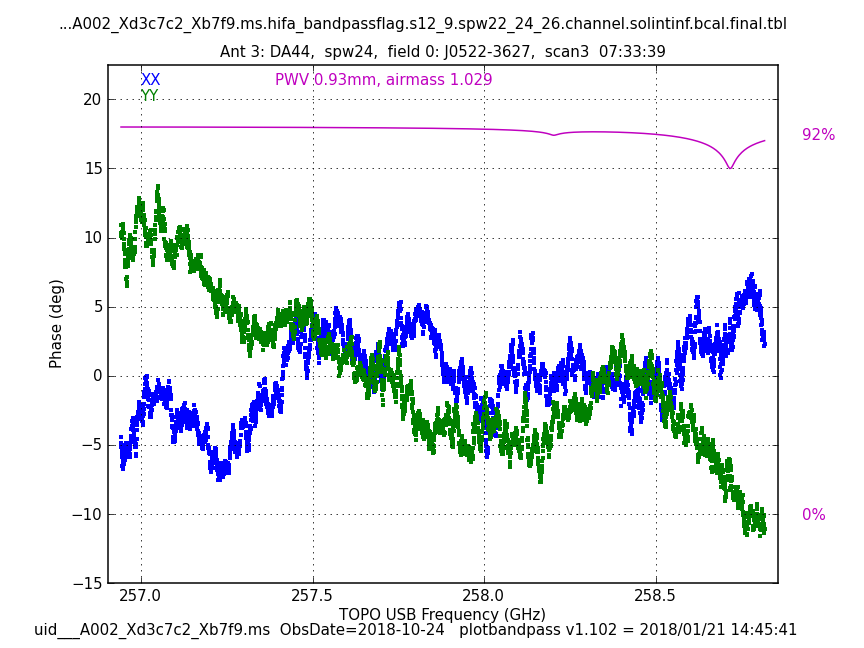 ...A002_Xd3c7c2_Xb7f9.ms.hifa_bandpassflag.s12_9.spw22_24_26.channel.solintinf.bcal.final.tbl
Ant 3: DA44,  spw24,  field 0: J0522-3627,  scan3  07:33:39
XX
PWV 0.93mm, airmass 1.029
YY
20
92%
15
10
5
0
−5
−10
0%
−15
Phase (deg)
257.0 257.5 258.0 258.5
TOPO USB Frequency (GHz)
uid___A002_Xd3c7c2_Xb7f9.ms  ObsDate=2018-10-24   plotbandpass v1.102 = 2018/01/21 14:45:41